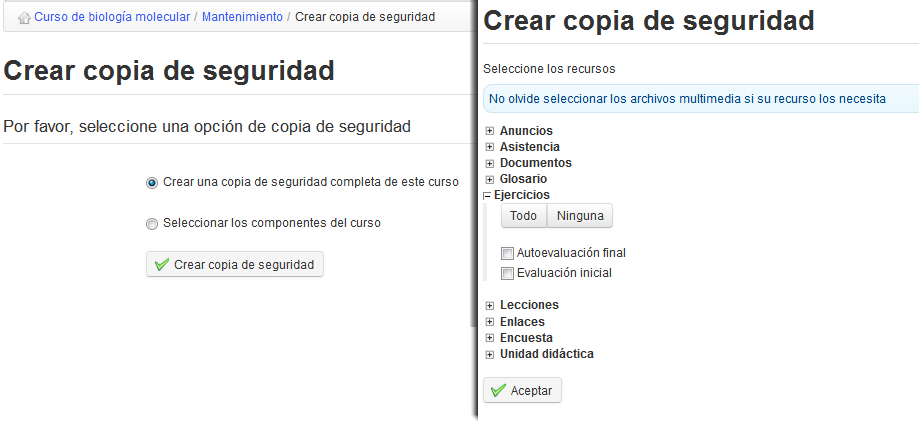 Curso de biología molecular / Mantenimiento / Crear copia de seguridad
Crear copia de seguridad
Por favor, seleccione una opción de copia de seguridad
Crear una copia de seguridad completa de este curso
Seleccionar los componentes del curso
Crear copia de seguridad
Crear copia de seguridad
Seleccione los recursos
No olvide seleccionar los archivos multimedia si su recurso los necesita
Anuncios
Asistencia
Documentos
Glosario
Ejercicios
Todo Ninguna
Autoevaluación final
Evaluación inicial
Lecciones
Enlaces
Encuesta
Unidad didáctica
Aceptar